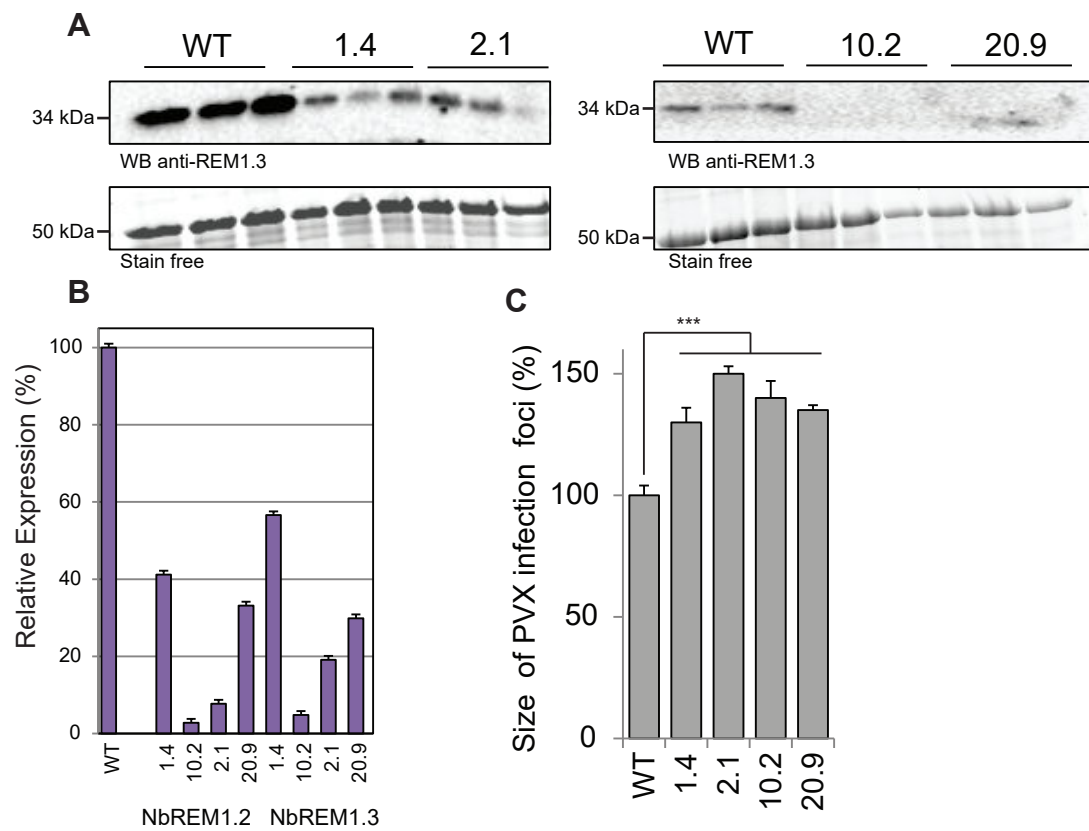 A
WT 1.4 2.1
34 kDa
WB anti-REM1.3
50 kDa
Stain free
WT 10.2 20.9
34 kDa
WB anti-REM1.3
50 kDa
Stain free
B
Relative Expression (%)
100
80
60
40
20
0
WT 1.4 10.2 2.1 20.9 1.4 10.2 2.1 20.9
NbREM1.2 NbREM1.3
C
***
Size of PVX infection foci (%)
150
100
50
0
WT 1.4 2.1 10.2 20.9